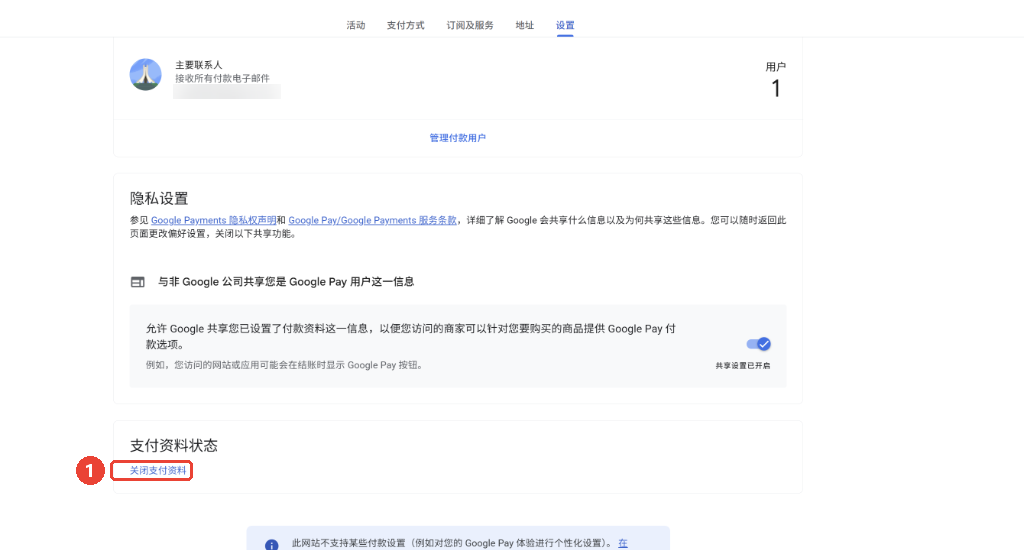 活动 支付方式 订阅及服务 地址 设置
主要联系人
接收所有付款电子邮件
用户
1
管理付款用户
隐私设置
参见 Google Payments 隐私权声明和 Google Pay/Google Payments 服务条款，详细了解 Google 会共享什么信息以及为何共享这些信息。您可以随时返回此
页面更改偏好设置，关闭以下共享功能。
与非 Google 公司共享您是 Google Pay 用户这一信息
允许 Google 共享您已设置了付款资料这一信息，以便您访问的商家可以针对您要购买的商品提供 Google Pay 付
款选项。
例如，您访问的网站或应用可能会在结账时显示 Google Pay 按钮。
共享设置已开启
支付资料状态
1 关闭支付资料
此网站不支持某些付款设置（例如对您的 Google Pay 体验进行个性化设置）。 在